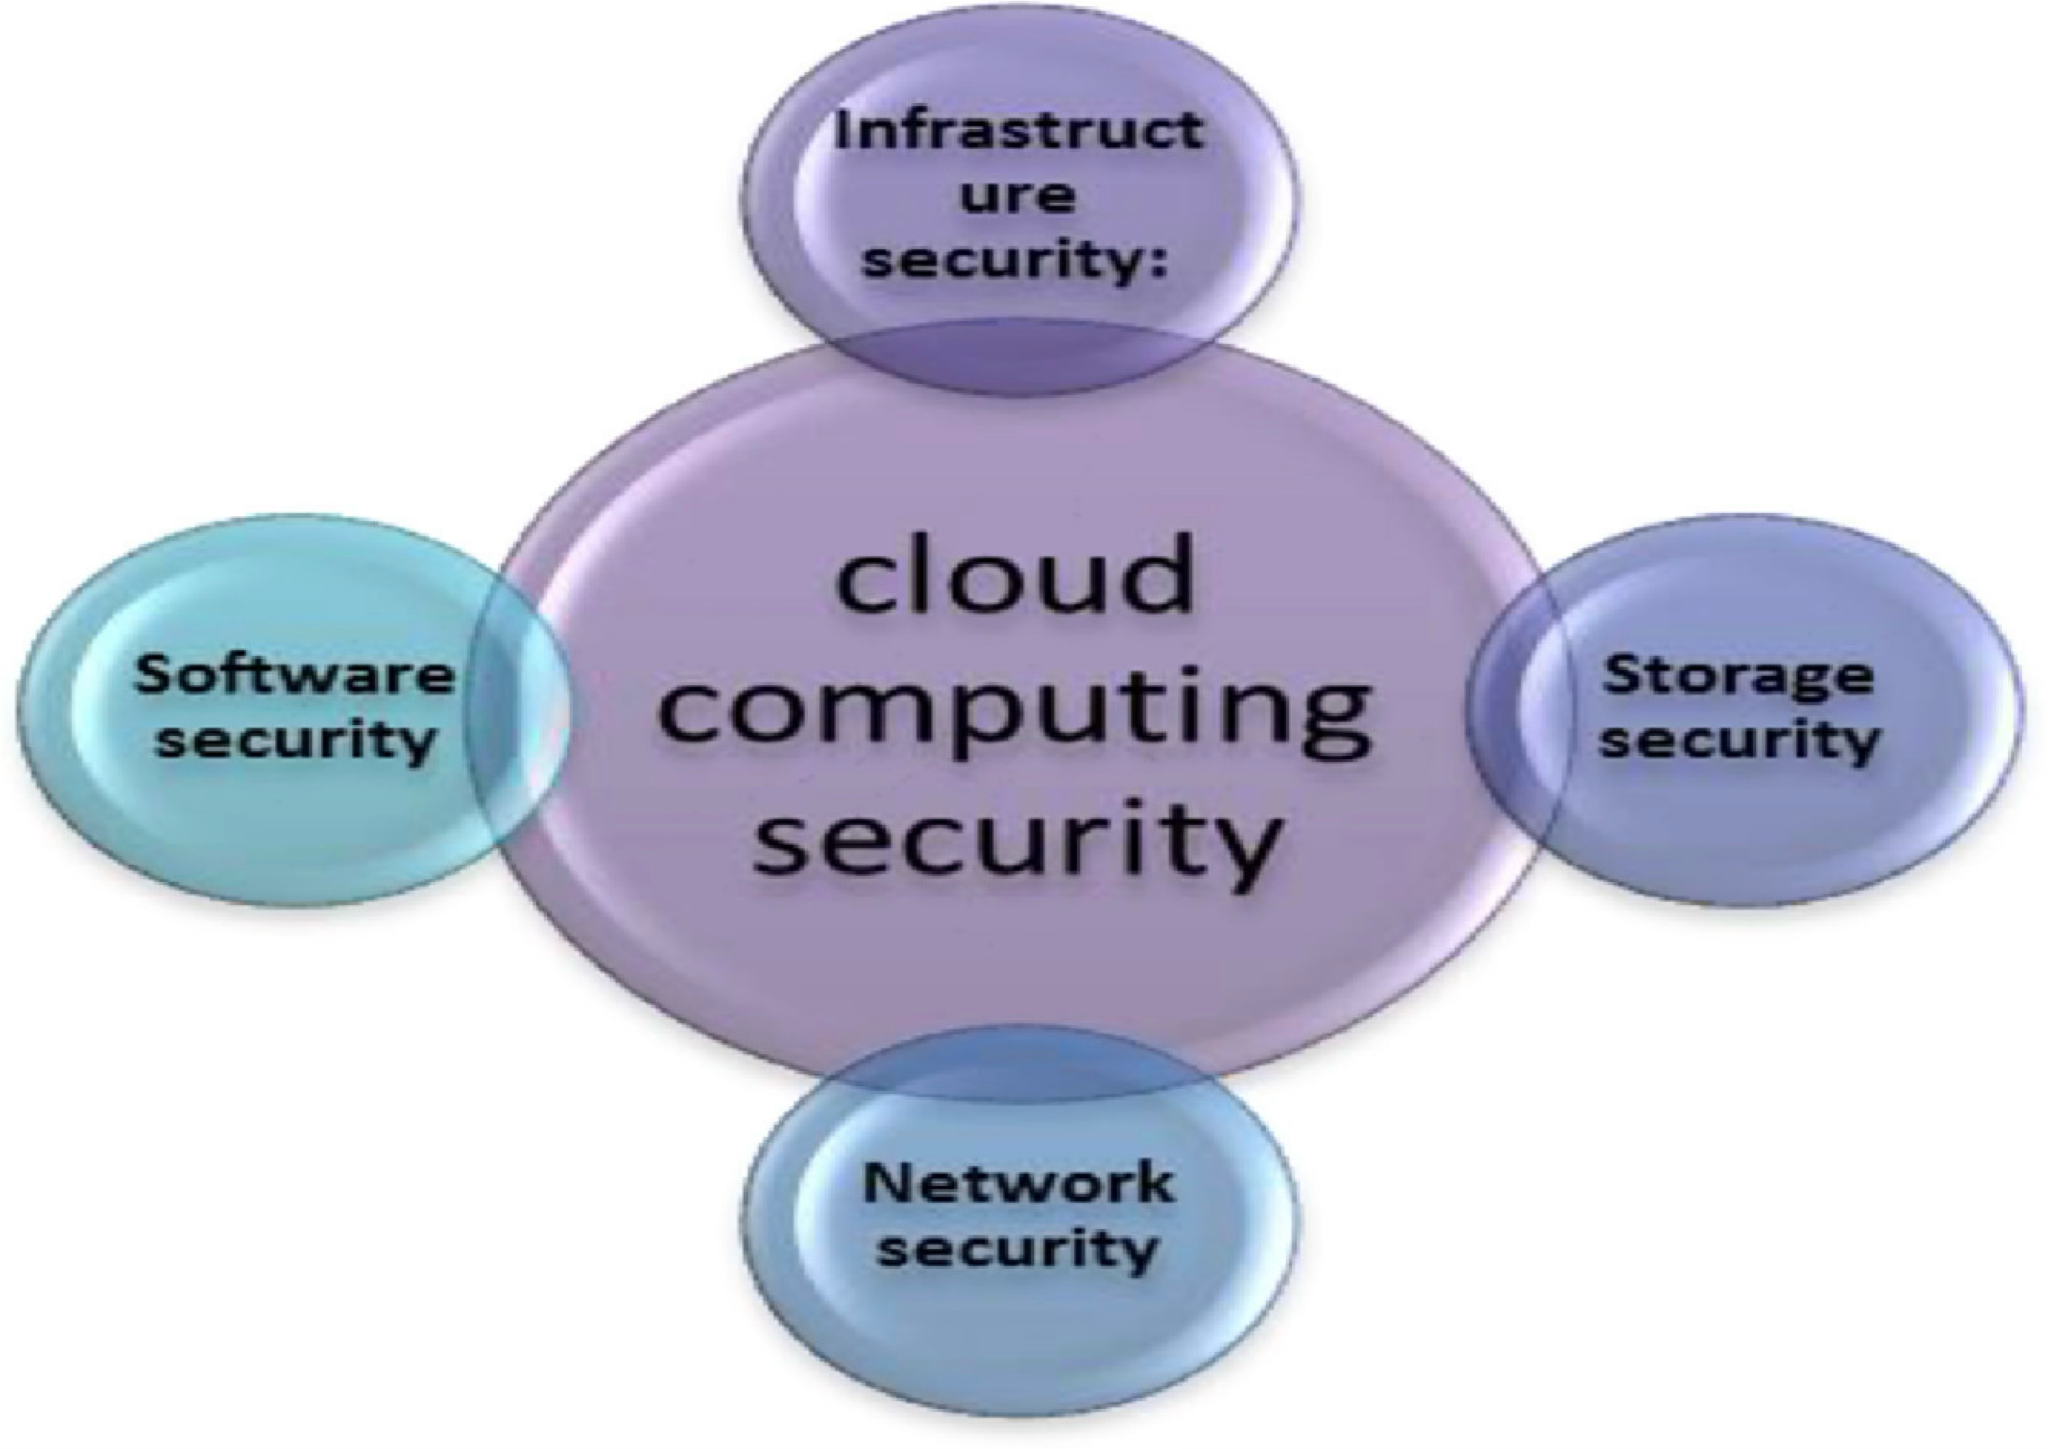 Infrastruct
ure
security:
cloud
computing
security
Software
security
Storage
security
Network
security